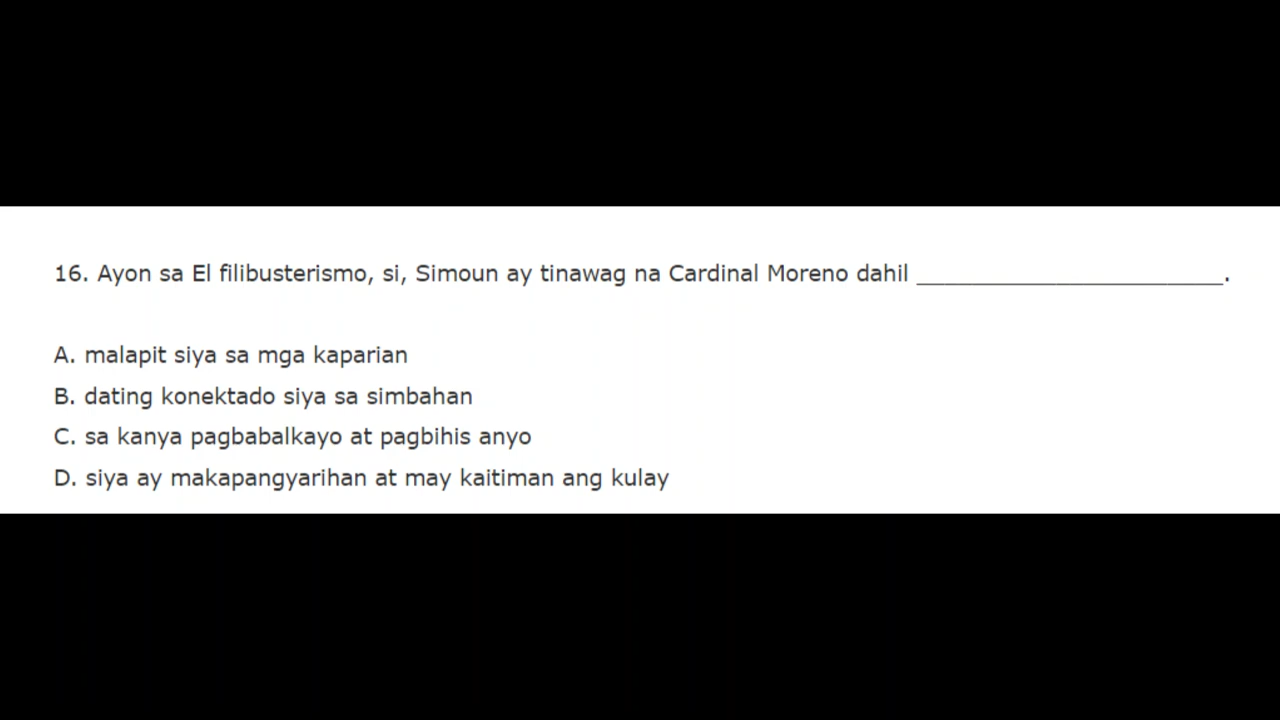 16. Ayon sa El filibusterismo, si, Simoun ay tinawag na Cardinal Moreno dahil ______________________.
A. malapit siya sa mga kaparian
B. dating konektado siya sa simbahan
C. sa kanya pagbabalkayo at pagbihis anyo
D. siya ay makapangyarihan at may kaitiman ang kulay